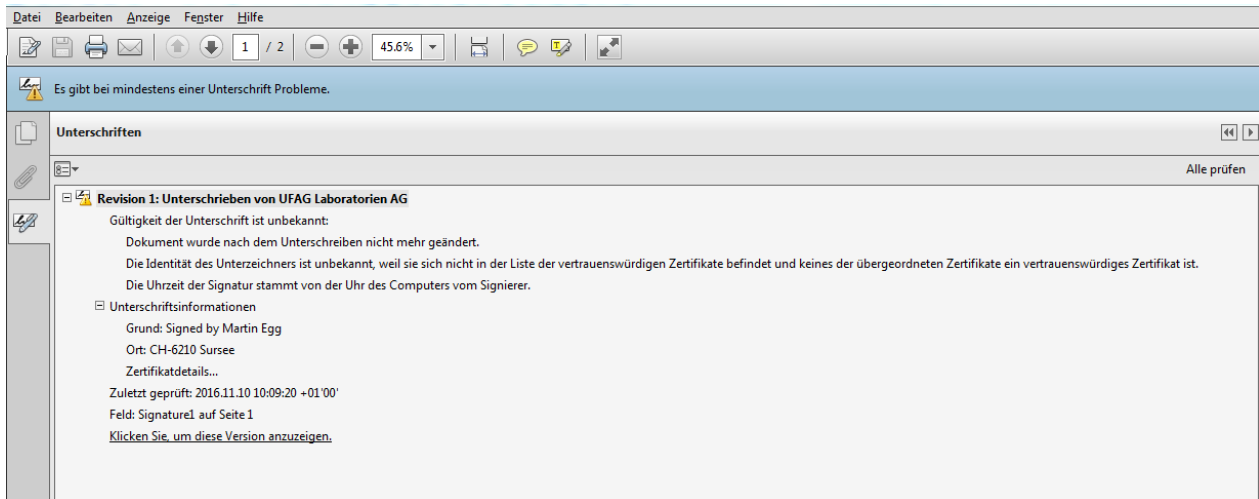 Datei Bearbeiten Anzeige Fenster Hilfe
1 / 2 45.6%
Es gibt bei mindestens einer Unterschrift Probleme.
Unterschriften
Alle prüfen
Revision 1: Unterschrieben von UFAG Laboratorien AG
Gültigkeit der Unterschrift ist unbekannt:
Dokument wurde nach dem Unterschreiben nicht mehr geändert.
Die Identität des Unterzeichners ist unbekannt, weil sie sich nicht in der Liste der vertrauenswürdigen Zertifikate befindet und keines der übergeordneten Zertifikate ein vertrauenswürdiges Zertifikat ist.
Die Uhrzeit der Signatur stammt von der Uhr des Computers vom Signierer.
Unterschriftsinformationen
Grund: Signed by Martin Egg
Ort: CH-6210 Sursee
Zertifikatdetails...
Zuletzt geprüft: 2016.11.10 10:09:20 +01'00'
Feld: Signature1 auf Seite 1
Klicken Sie, um diese Version anzuzeigen.